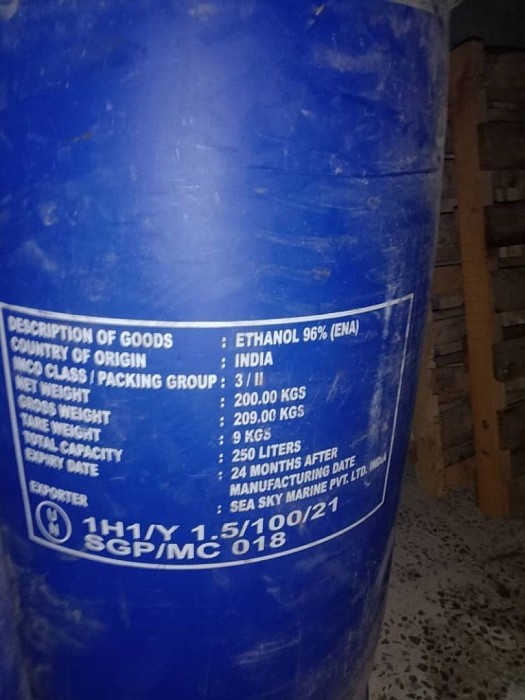 DESCRIPTION OF GOODS : ETHANOL 96% (ENA)
COUNTRY OF ORIGIN : INDIA
IMCO CLASS / PACKING GROUP : 3 / II
NET WEIGHT : 200.00 KGS
GROSS WEIGHT : 209.00 KGS
TARE WEIGHT : 9 KGS
TOTAL CAPACITY : 250 LITERS
EXPIRY DATE : 24 MONTHS AFTER
MANUFACTURING DATE
EXPORTER : SEA SKY MARINE PVT. LTD, INDIA
UN 1H1/Y 1.5/100/21
SGP/MC 018